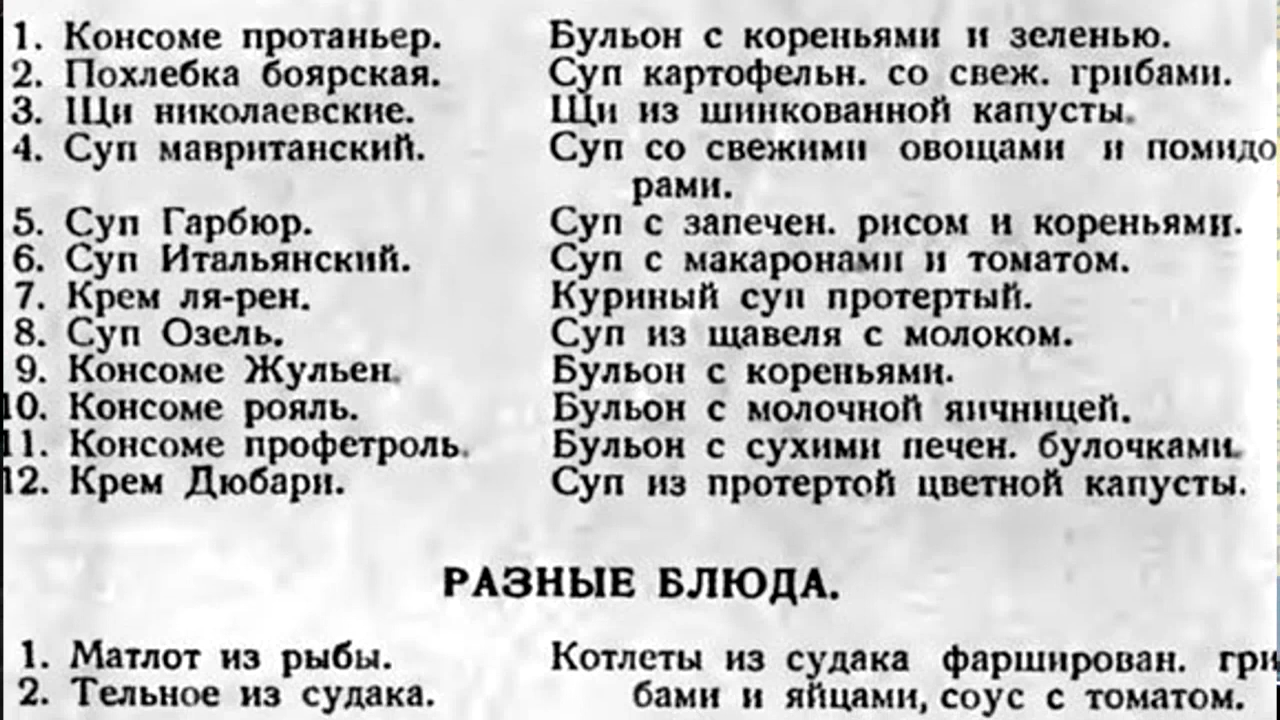 1. Консоме протаньер. Бульон с кореньями и зеленью.
2. Похлебка боярская. Суп картофельн. со свеж. грибами.
3. Щи николаевские. Щи из шинкованной капусты.
4. Суп мавританский. Суп со свежими овощами и помидо
рами.
5. Суп Гарбюр. Суп с запечен. рисом и кореньями.
6. Суп Итальянский. Суп с макаронами и томатом.
7. Крем ля-рен. Куриный суп протертый.
8. Суп Озель. Суп из щавеля с молоком.
9. Консоме Жульен. Бульон с кореньями.
10. Консоме рояль. Бульон с молочной яичницей.
11. Консоме профетроль. Бульон с сухими печен. булочками.
12. Крем Дюбари. Суп из протертой цветной капусты.
РАЗНЫЕ БЛЮДА.
1. Матлот из рыбы. Котлеты из судака фарширован. гри
2. Тельное из судака. бами и яйцами, соус с томатом.